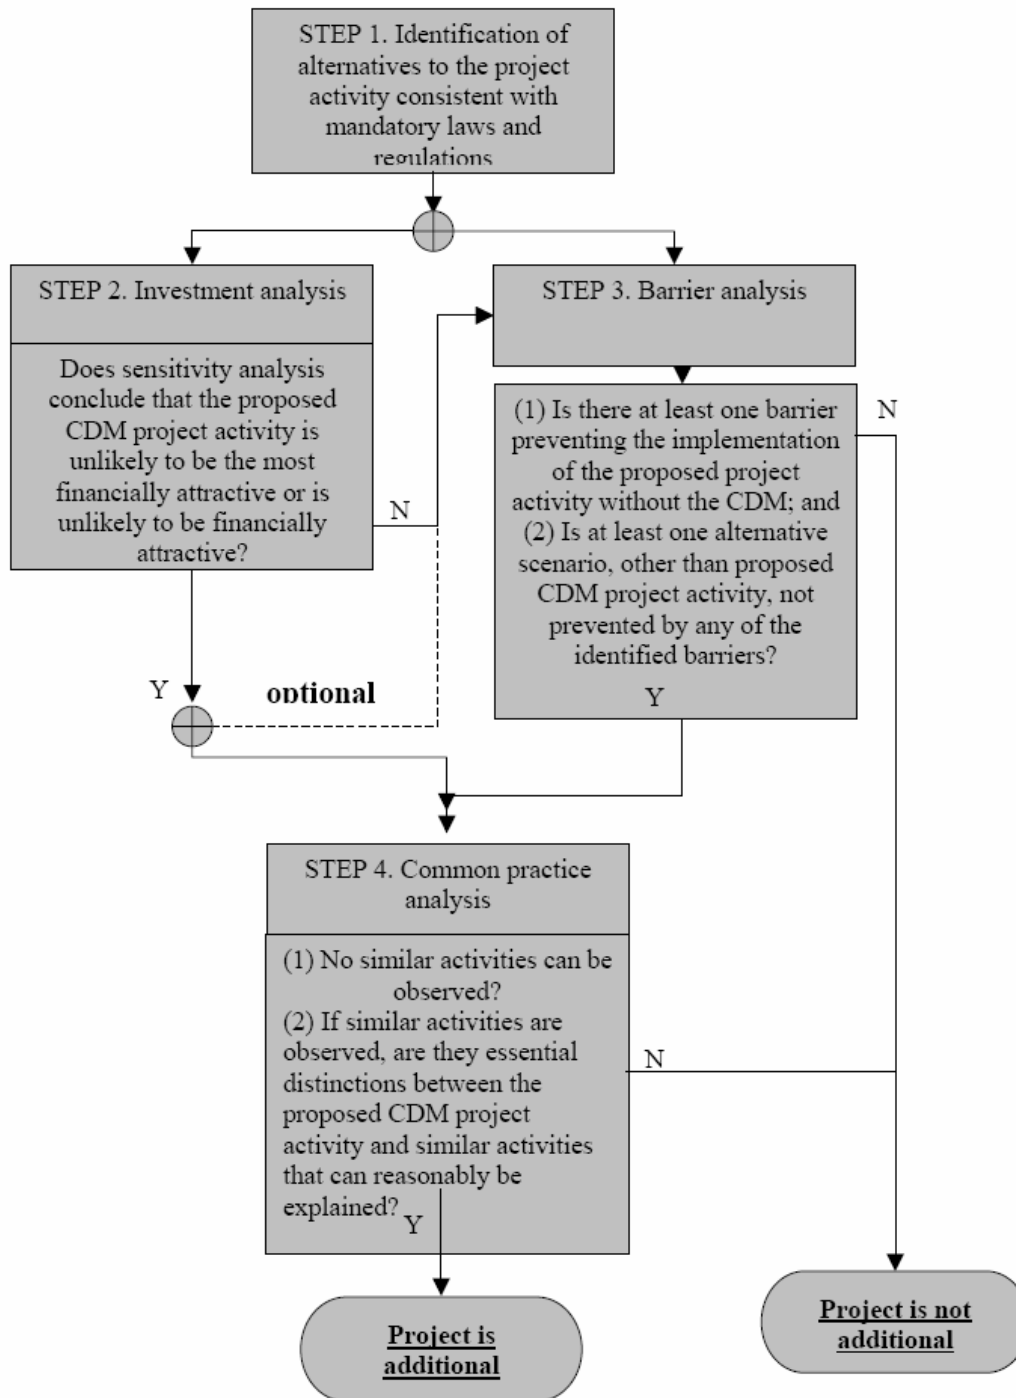 STEP 1. Identification of
alternatives to the project
activity consistent with
mandatory laws and
regulations
STEP 2. Investment analysis
Does sensitivity analysis
conclude that the proposed
CDM project activity is
unlikely to be the most
financially attractive or is
unlikely to be financially
attractive?
N
Y
optional
STEP 3. Barrier analysis
(1) Is there at least one barrier
preventing the implementation
of the proposed project
activity without the CDM; and
(2) Is at least one alternative
scenario, other than proposed
CDM project activity, not
prevented by any of the
identified barriers?
N
Y
STEP 4. Common practice
analysis
(1) No similar activities can be
observed?
(2) If similar activities are
observed, are they essential
distinctions between the
proposed CDM project
activity and similar activities
that can reasonably be
explained?
N
Y
Project is
additional
Project is not
additional